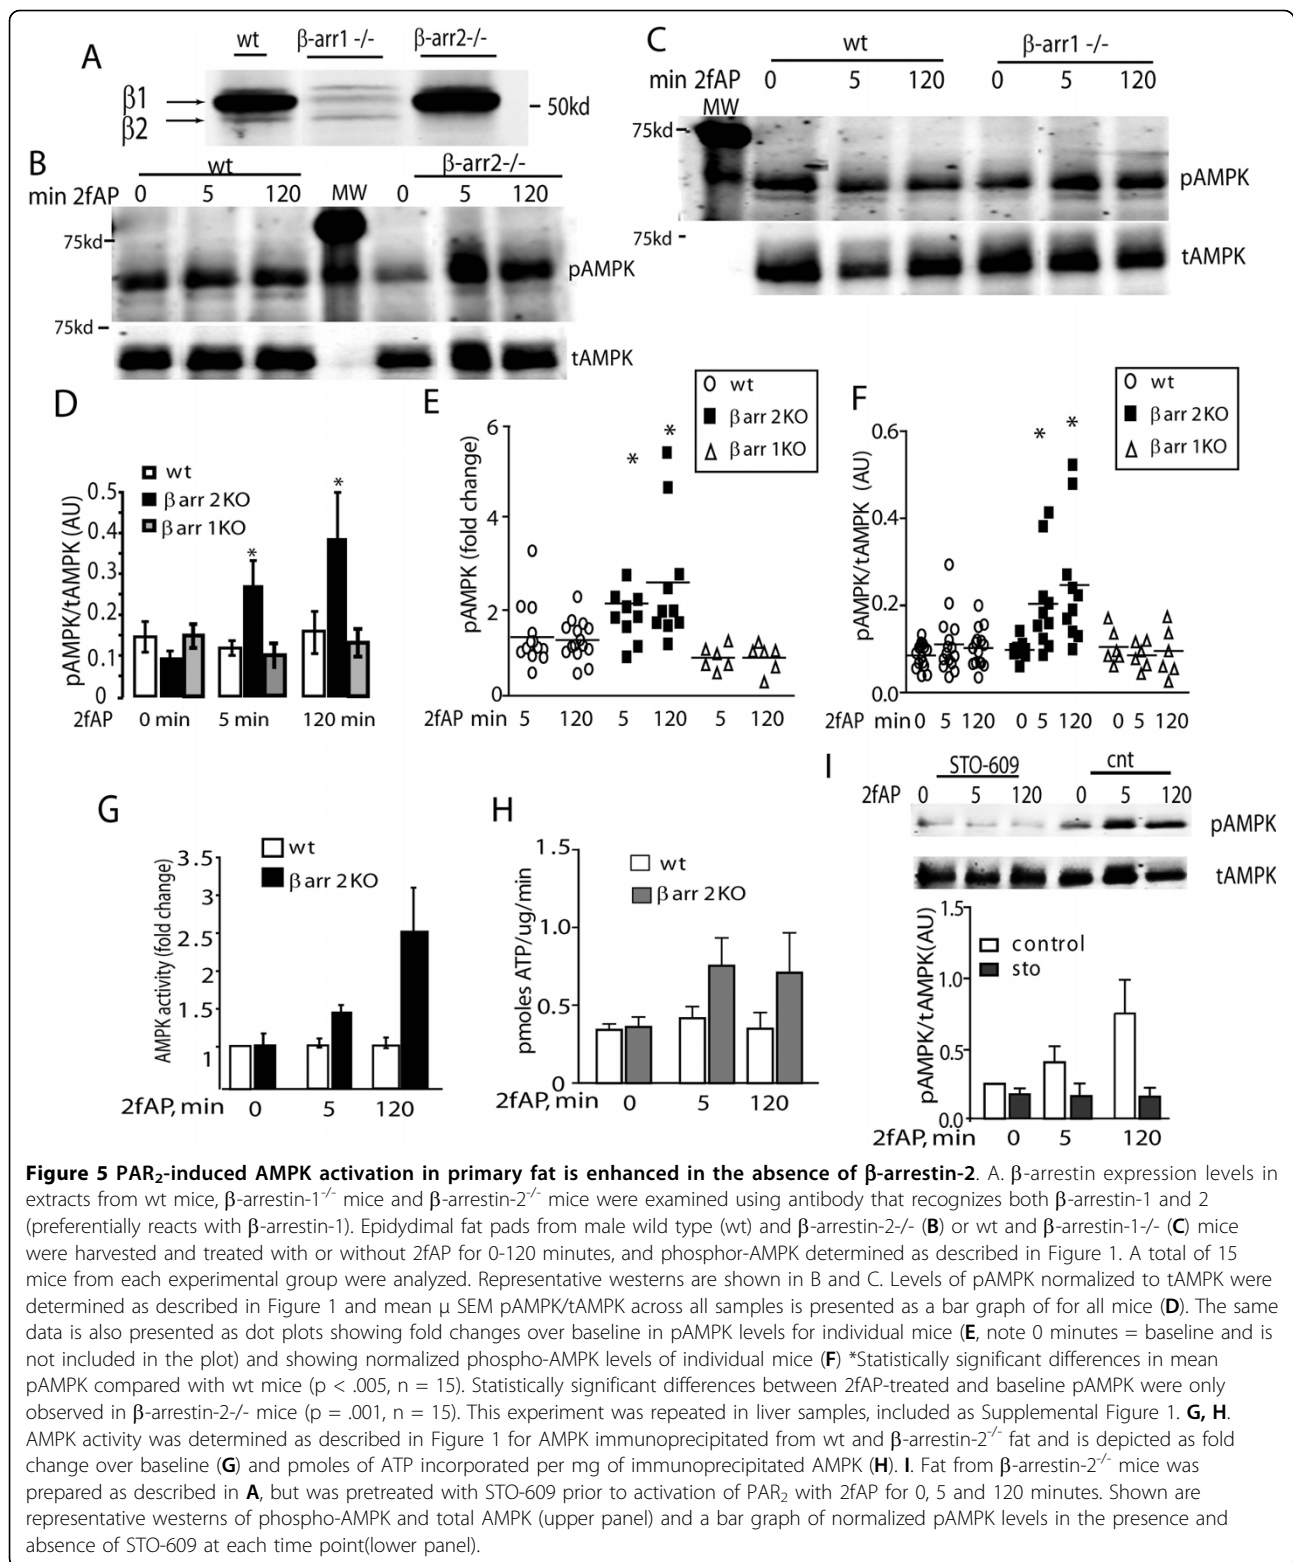 A
wt
β-arr1 -/-
β-arr2-/-
β1
β2
- 50kd
B
wt
β-arr2-/-
min 2fAP
0 5 120 MW 0 5 120
75kd
pAMPK
75kd
tAMPK
C
wt
β-arr1 -/-
min 2fAP
0 5 120 0 5 120
MW
75kd
pAMPK
75kd
tAMPK
D
wt
βarr 2KO
βarr 1KO
pAMPK/tAMPK (AU)
0.5
0.4
0.3
0.2
0.1
0
*
*
2fAP 0 min 5 min 120 min
E
wt
βarr 2KO
βarr 1KO
pAMPK (fold change)
6
4
2
0
*
*
2fAP min 5 120 5 120 5 120
F
wt
βarr 2KO
βarr 1KO
pAMPK/tAMPK (AU)
0.6
0.4
0.2
0.0
*
*
2fAP min 0 5 120 0 5 120 0 5 120
G
wt
βarr 2KO
AMPK activity (fold change)
3.5
3
2.5
2
1.5
1
2fAP, min 0 5 120
H
wt
βarr 2KO
pmoles ATP/ug/min
1.5
1.0
0.5
0
2fAP, min 0 5 120
I
STO-609
cnt
2fAP 0 5 120 0 5 120
pAMPK
tAMPK
pAMPK/tAMPK(AU)
1.5
1.0
0.5
0.0
control
sto
2fAP, min 0 5 120
Figure 5 PAR₂-induced AMPK activation in primary fat is enhanced in the absence of β-arrestin-2. A. β-arrestin expression levels in
extracts from wt mice, β-arrestin-1⁻/⁻ mice and β-arrestin-2⁻/⁻ mice were examined using antibody that recognizes both β-arrestin-1 and 2
(preferentially reacts with β-arrestin-1). Epidydimal fat pads from male wild type (wt) and β-arrestin-2-/- (B) or wt and β-arrestin-1-/- (C) mice
were harvested and treated with or without 2fAP for 0-120 minutes, and phosphor-AMPK determined as described in Figure 1. A total of 15
mice from each experimental group were analyzed. Representative westerns are shown in B and C. Levels of pAMPK normalized to tAMPK were
determined as described in Figure 1 and mean μ SEM pAMPK/tAMPK across all samples is presented as a bar graph of for all mice (D). The same
data is also presented as dot plots showing fold changes over baseline in pAMPK levels for individual mice (E, note 0 minutes = baseline and is
not included in the plot) and showing normalized phospho-AMPK levels of individual mice (F) *Statistically significant differences in mean
pAMPK compared with wt mice (p < .005, n = 15). Statistically significant differences between 2fAP-treated and baseline pAMPK were only
observed in β-arrestin-2-/- mice (p = .001, n = 15). This experiment was repeated in liver samples, included as Supplemental Figure 1. G, H.
AMPK activity was determined as described in Figure 1 for AMPK immunoprecipitated from wt and β-arrestin-2⁻/⁻ fat and is depicted as fold
change over baseline (G) and pmoles of ATP incorporated per mg of immunoprecipitated AMPK (H). I. Fat from β-arrestin-2⁻/⁻ mice was
prepared as described in A, but was pretreated with STO-609 prior to activation of PAR₂ with 2fAP for 0, 5 and 120 minutes. Shown are
representative westerns of phospho-AMPK and total AMPK (upper panel) and a bar graph of normalized pAMPK levels in the presence and
absence of STO-609 at each time point(lower panel).